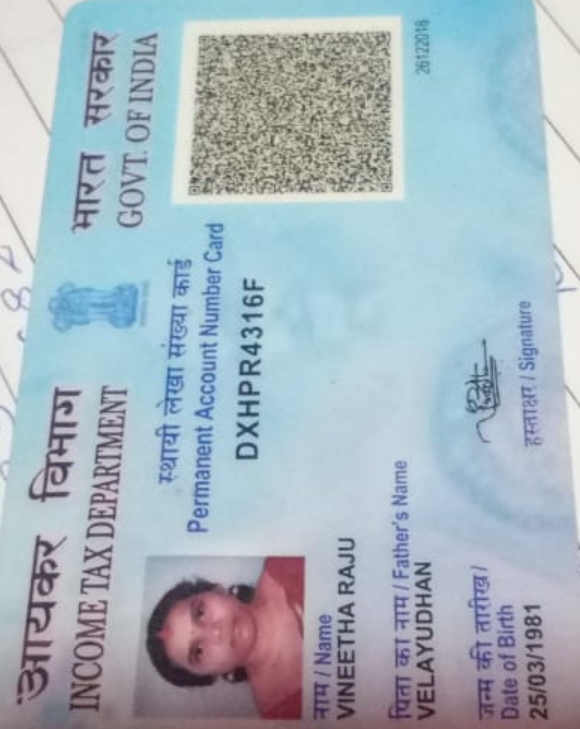 आयकर विभाग
INCOME TAX DEPARTMENT
भारत सरकार
GOVT. OF INDIA
स्थायी लेखा संख्या कार्ड
Permanent Account Number Card
DXHPR4316F
नाम / Name
VINEETHA RAJU
पिता का नाम / Father's Name
VELAYUDHAN
जन्म की तारीख /
Date of Birth
25/03/1981
हस्ताक्षर / Signature
26122018